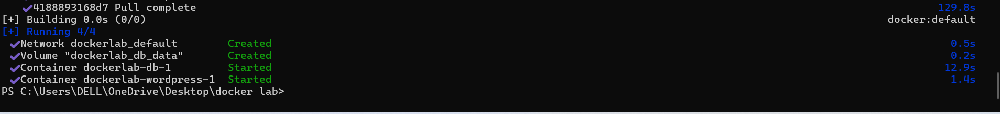 ✔4188893168d7 Pull complete 129.8s
[+] Building 0.0s (0/0) docker:default
[+] Running 4/4
✔Network dockerlab_default Created 0.5s
✔Volume "dockerlab_db_data" Created 0.2s
✔Container dockerlab-db-1 Started 12.9s
✔Container dockerlab-wordpress-1 Started 1.4s
PS C:\Users\DELL\OneDrive\Desktop\docker lab>